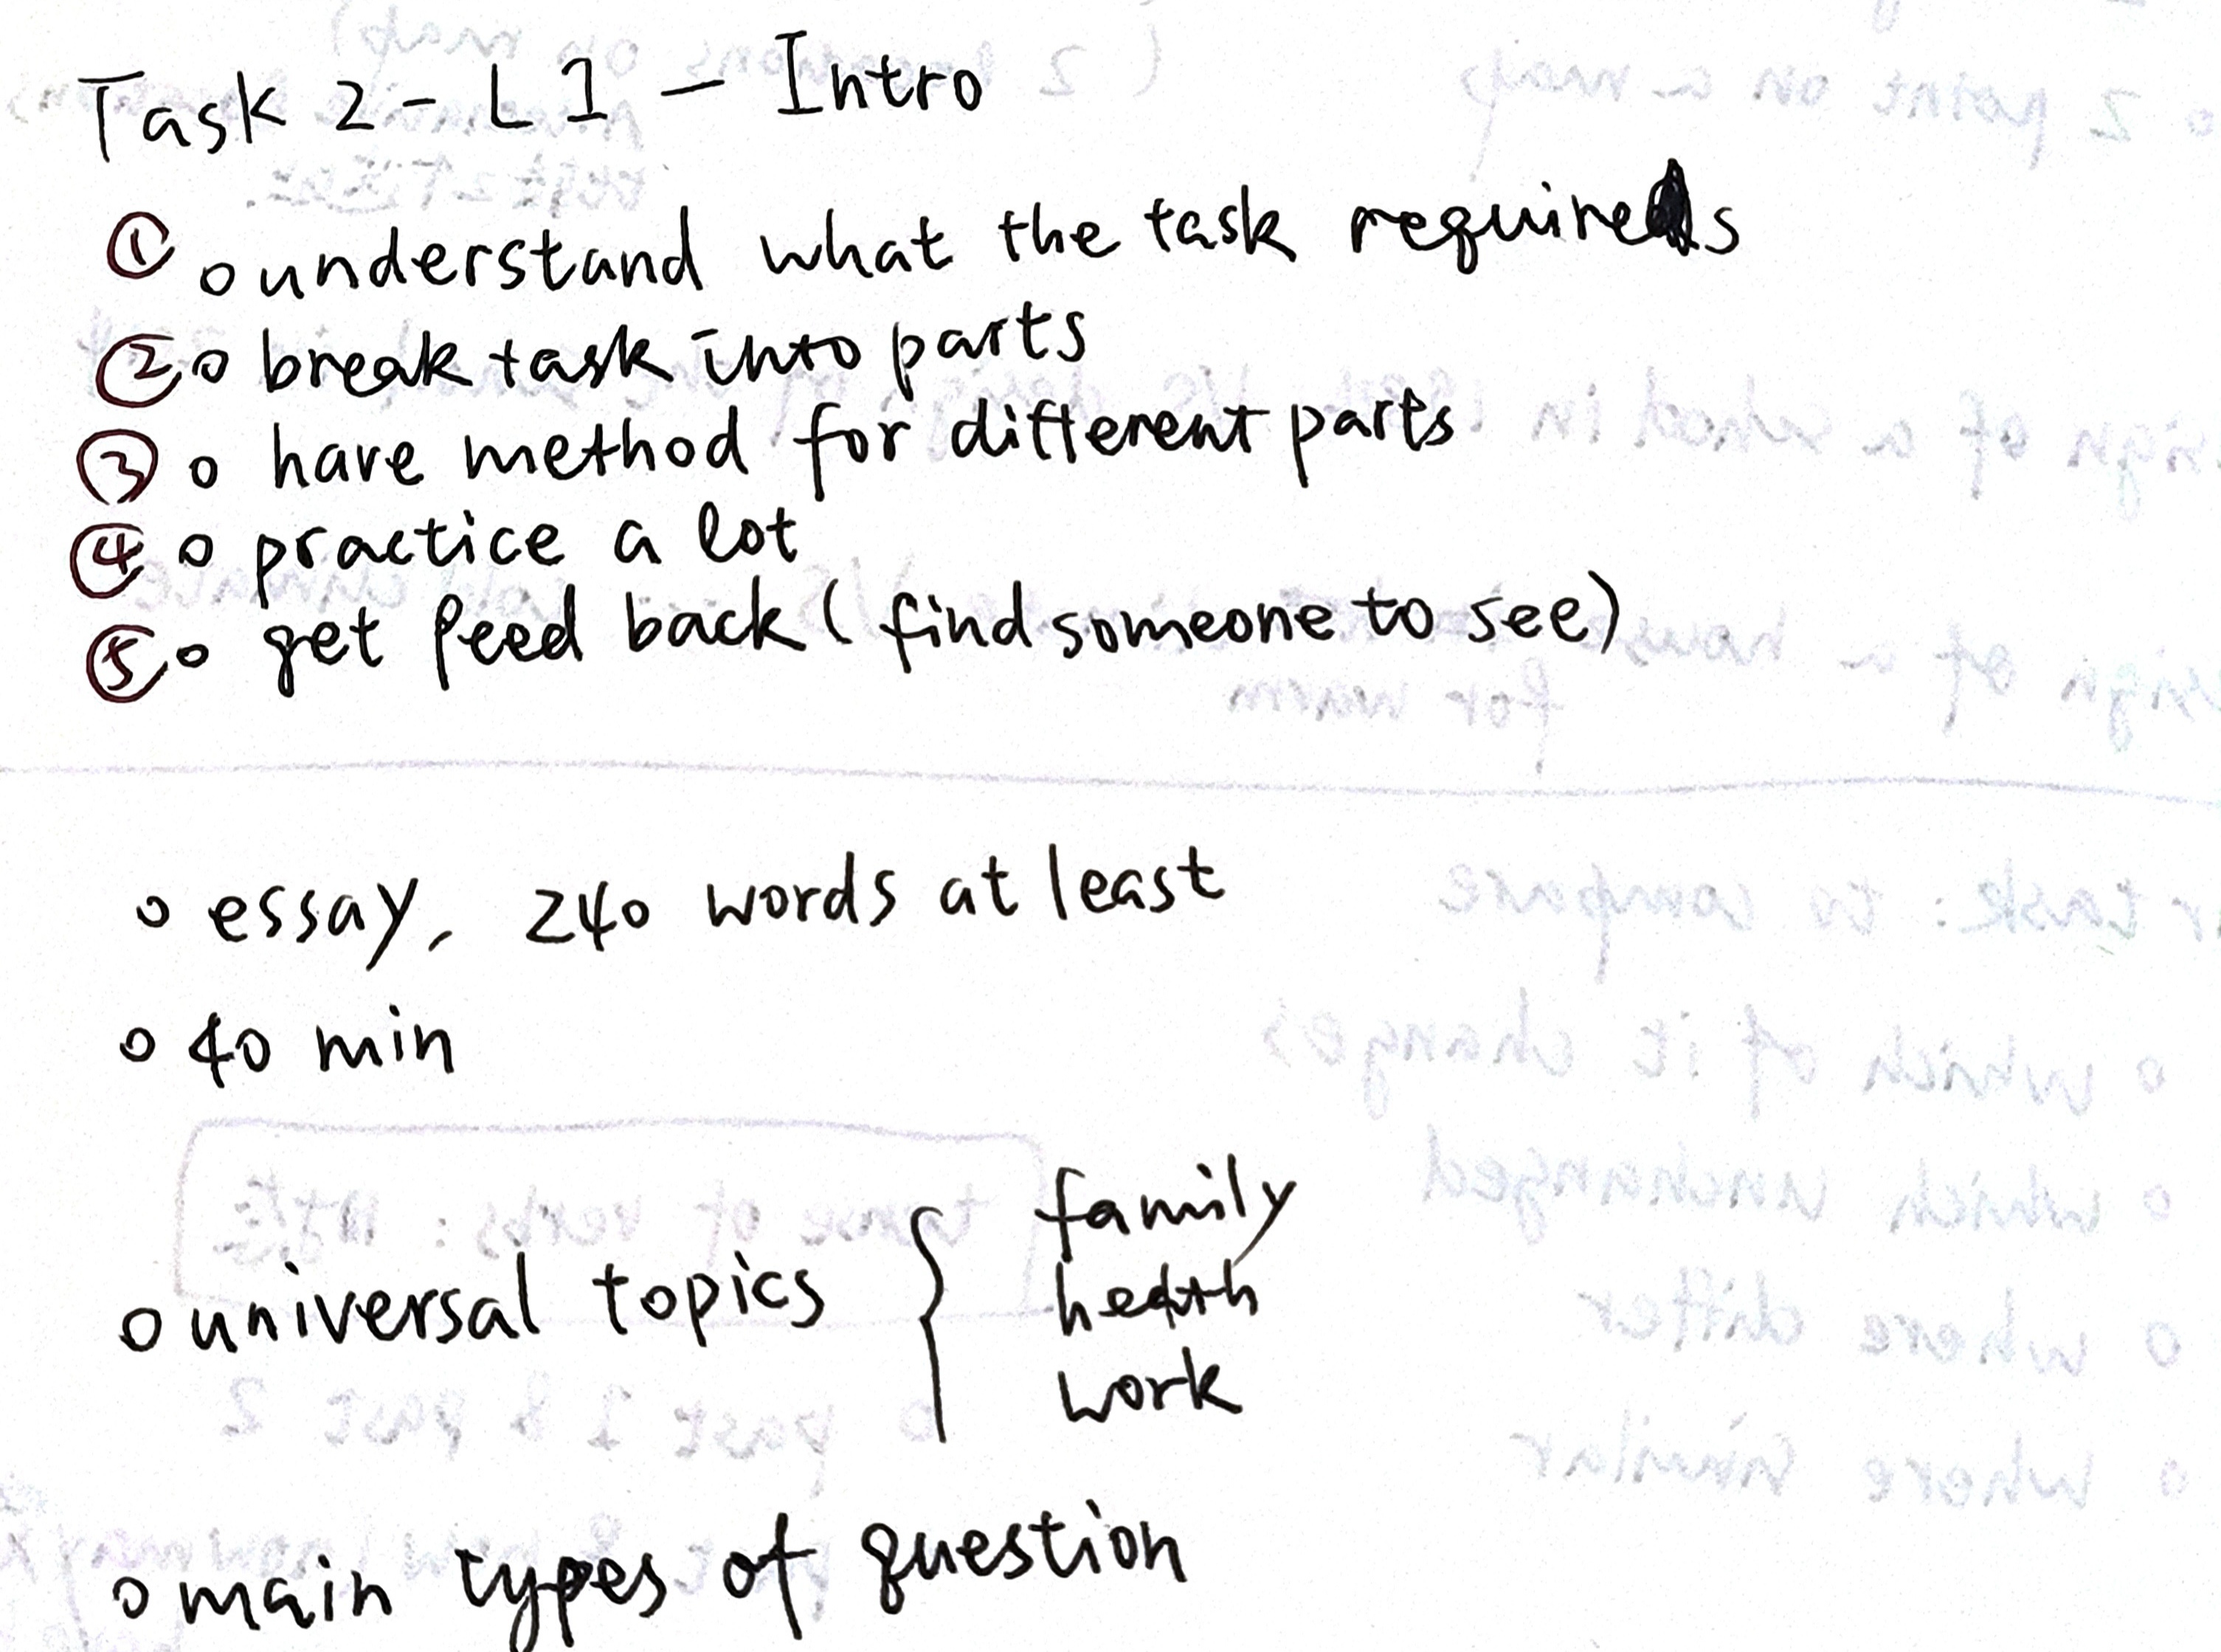 Task 2 - L1 - Intro
① o understand what the task requires
② o break task into parts
③ o have method for different parts
④ o practice a lot
⑤ o get feed back (find someone to see)
o essay, 240 words at least
o 40 min
o universal topics { family
health
work
o main types of question